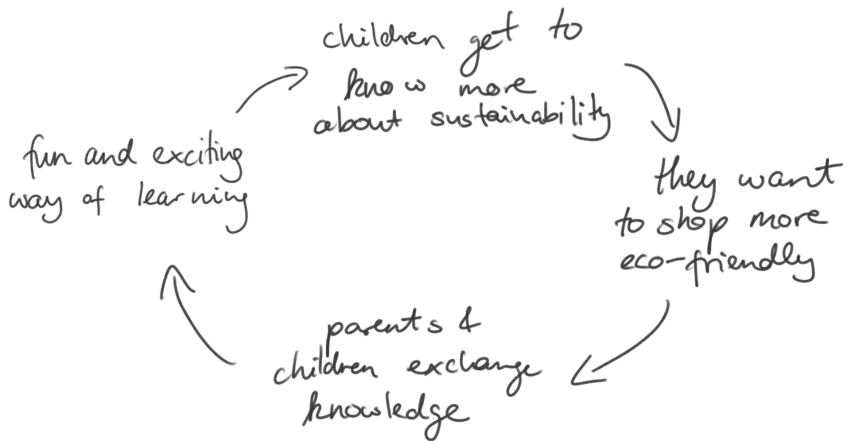 children get to
know more
about sustainability
they want
to shop more
eco-friendly
parents &
children exchange
knowledge
fun and exciting
way of learning